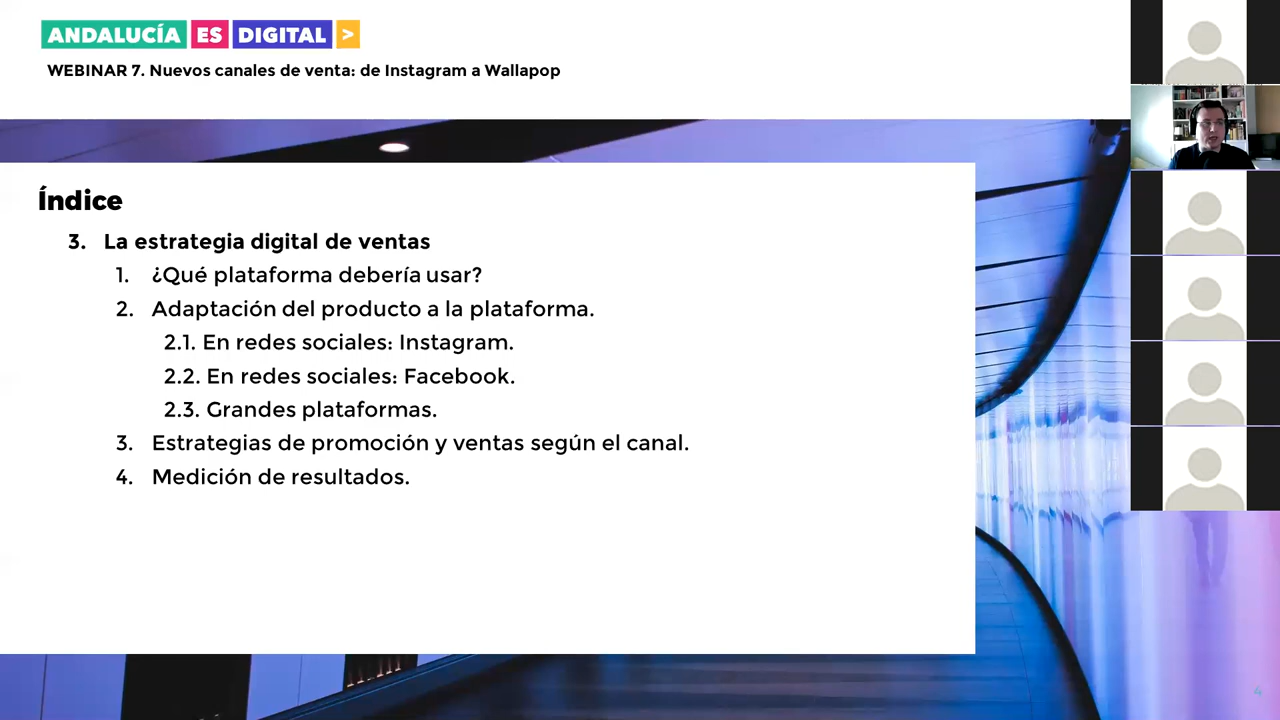 ANDALUCÍA ES DIGITAL >
WEBINAR 7. Nuevos canales de venta: de Instagram a Wallapop
Índice
3. La estrategia digital de ventas
1. ¿Qué plataforma debería usar?
2. Adaptación del producto a la plataforma.
2.1. En redes sociales: Instagram.
2.2. En redes sociales: Facebook.
2.3. Grandes plataformas.
3. Estrategias de promoción y ventas según el canal.
4. Medición de resultados.
4